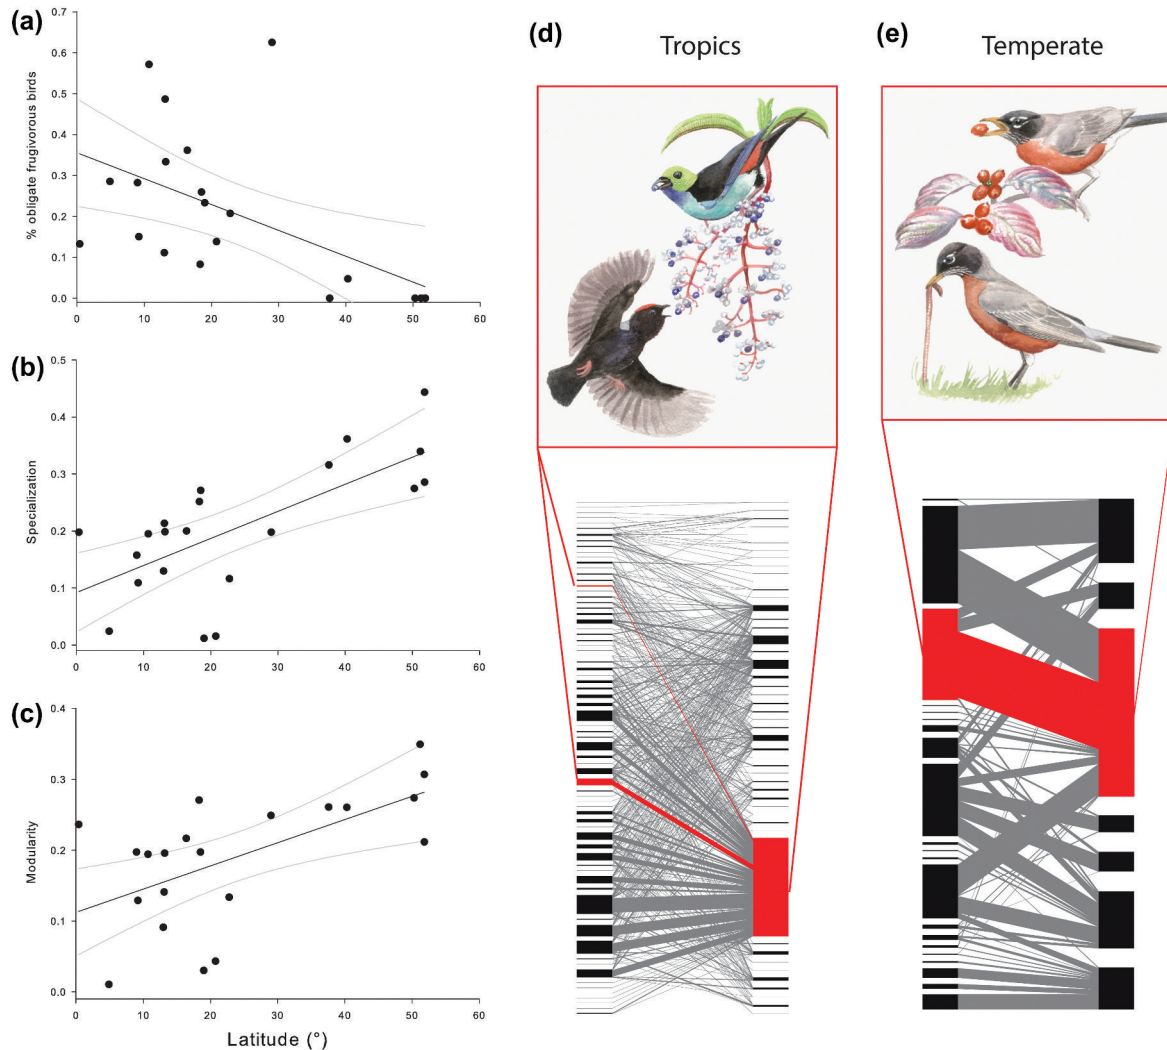 (a)
% obligate frugivorous birds
0.7
0.6
0.5
0.4
0.3
0.2
0.1
0.0
0 10 20 30 40 50 60
(b)
Specialization
0.5
0.4
0.3
0.2
0.1
0.0
0 10 20 30 40 50 60
(c)
Modularity
0.4
0.3
0.2
0.1
0.0
0 10 20 30 40 50 60
Latitude (°)
(d)
Tropics
(e)
Temperate